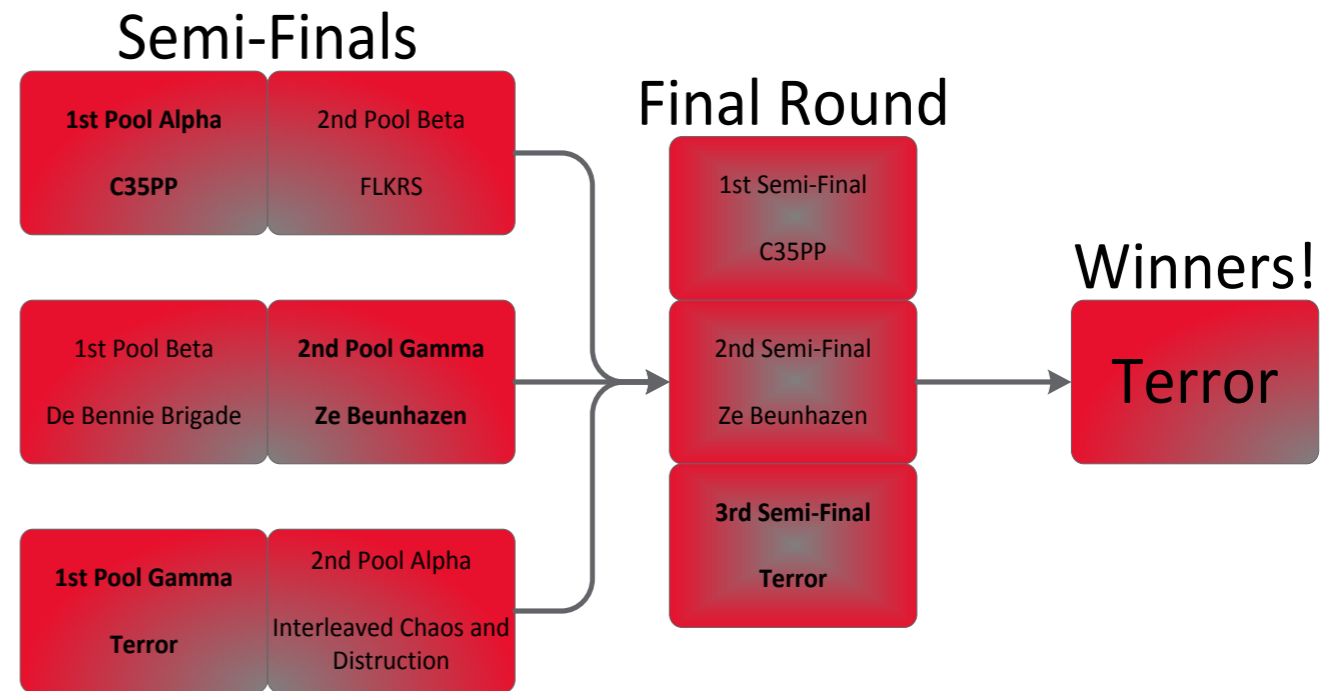 Semi-Finals
1st Pool Alpha
C35PP
2nd Pool Beta
FLKRS
1st Pool Beta
De Bennie Brigade
2nd Pool Gamma
Ze Beunhazen
1st Pool Gamma
Terror
2nd Pool Alpha
Interleaved Chaos and
Distruction
Final Round
1st Semi-Final
C35PP
2nd Semi-Final
Ze Beunhazen
3rd Semi-Final
Terror
Winners!
Terror